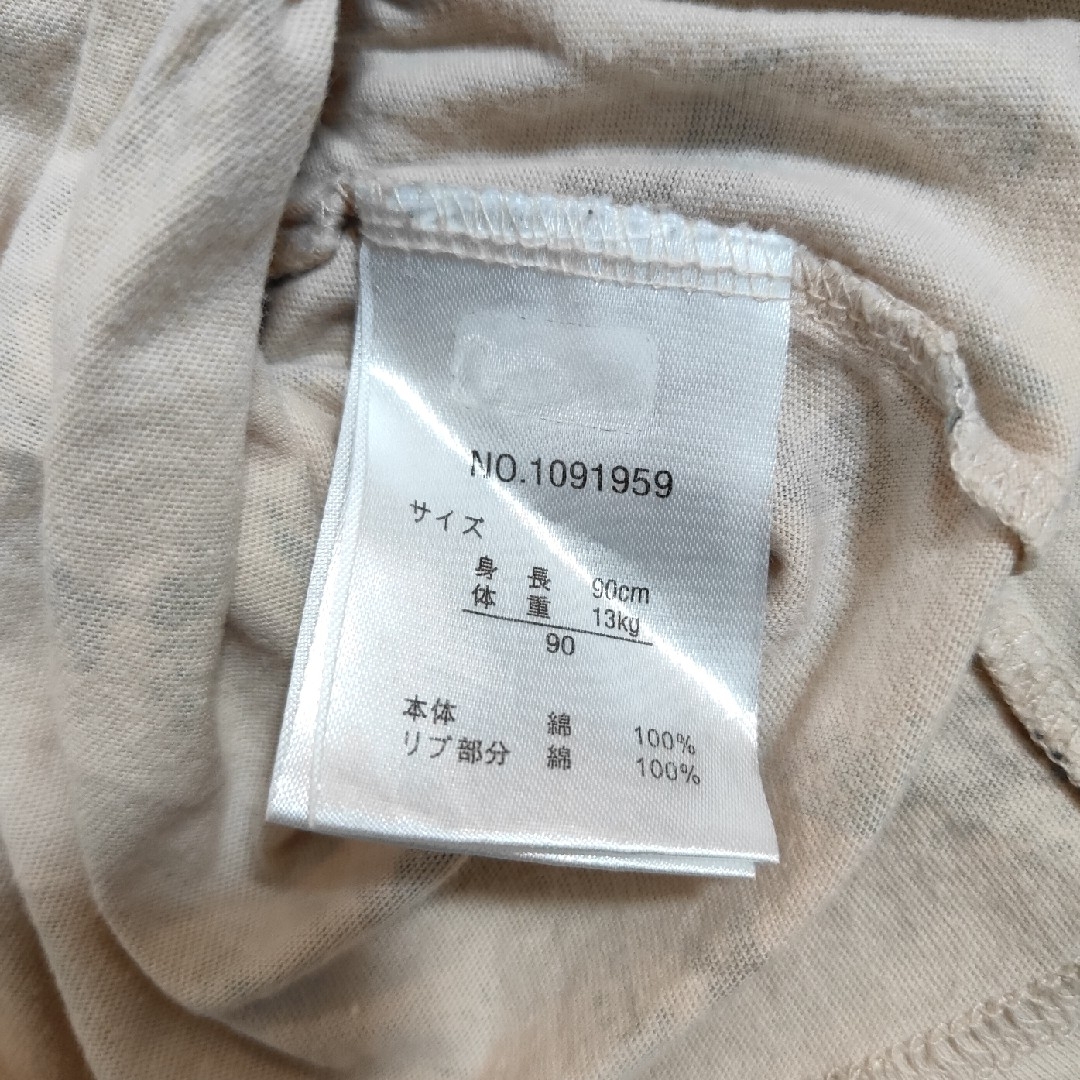 NO.1091959
サイズ
身 長 90cm
体 重 13kg
90
本体 綿 100%
リブ部分 綿 100%